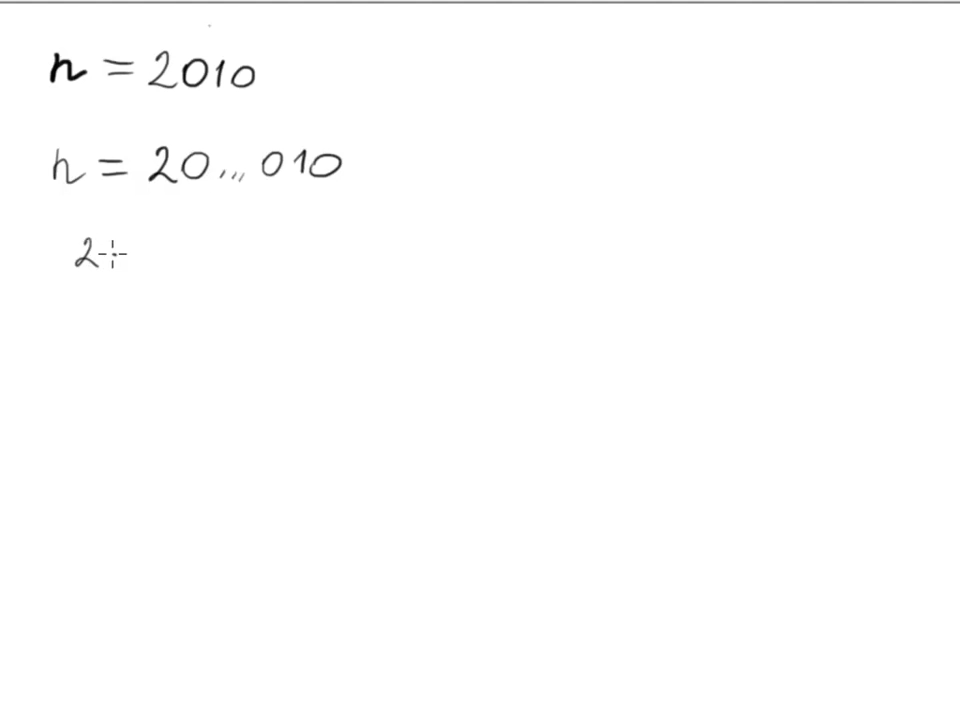 n = 2010
n = 20...010
2